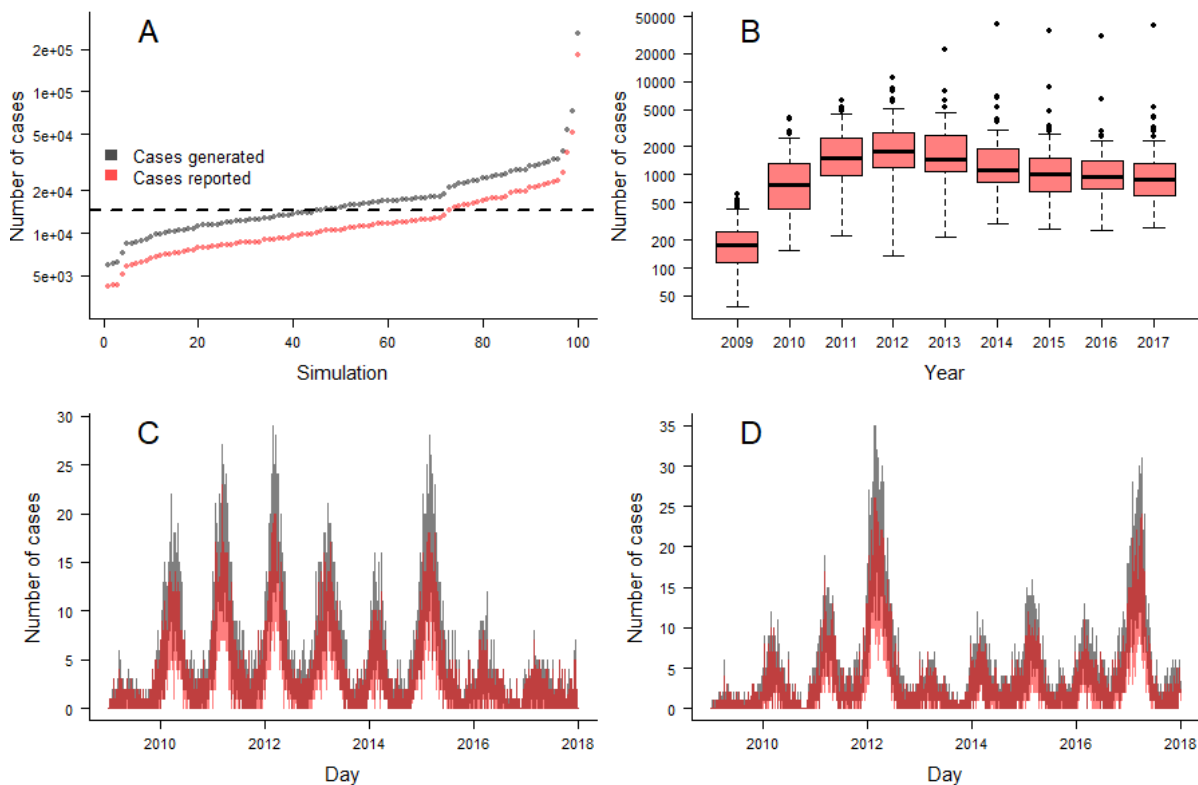 A
Number of cases
2e+05
1e+05
5e+04
2e+04
1e+04
5e+03
Cases generated
Cases reported
0 20 40 60 80 100
Simulation
B
Number of cases
50000
20000
10000
5000
2000
1000
500
200
100
50
2009 2010 2011 2012 2013 2014 2015 2016 2017
Year
C
Number of cases
30
25
20
15
10
5
0
2010 2012 2014 2016 2018
Day
D
Number of cases
35
30
25
20
15
10
5
0
2010 2012 2014 2016 2018
Day